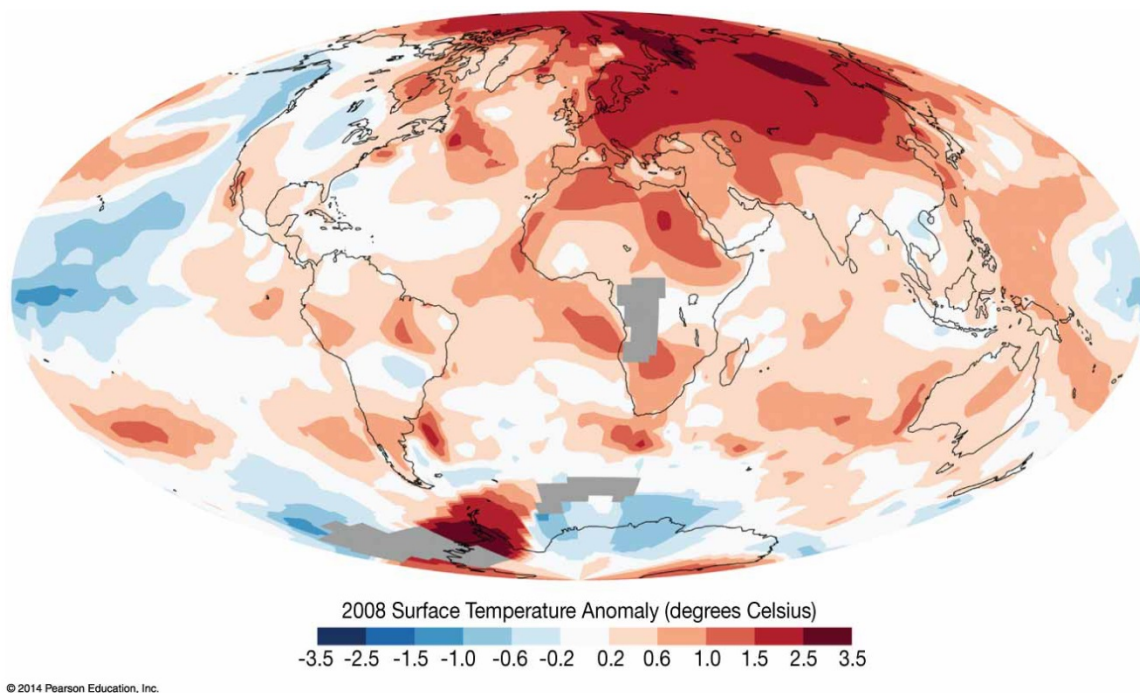 2008 Surface Temperature Anomaly (degrees Celsius)
-3.5 -2.5 -1.5 -1.0 -0.6 -0.2 0.2 0.6 1.0 1.5 2.5 3.5
© 2014 Pearson Education, Inc.